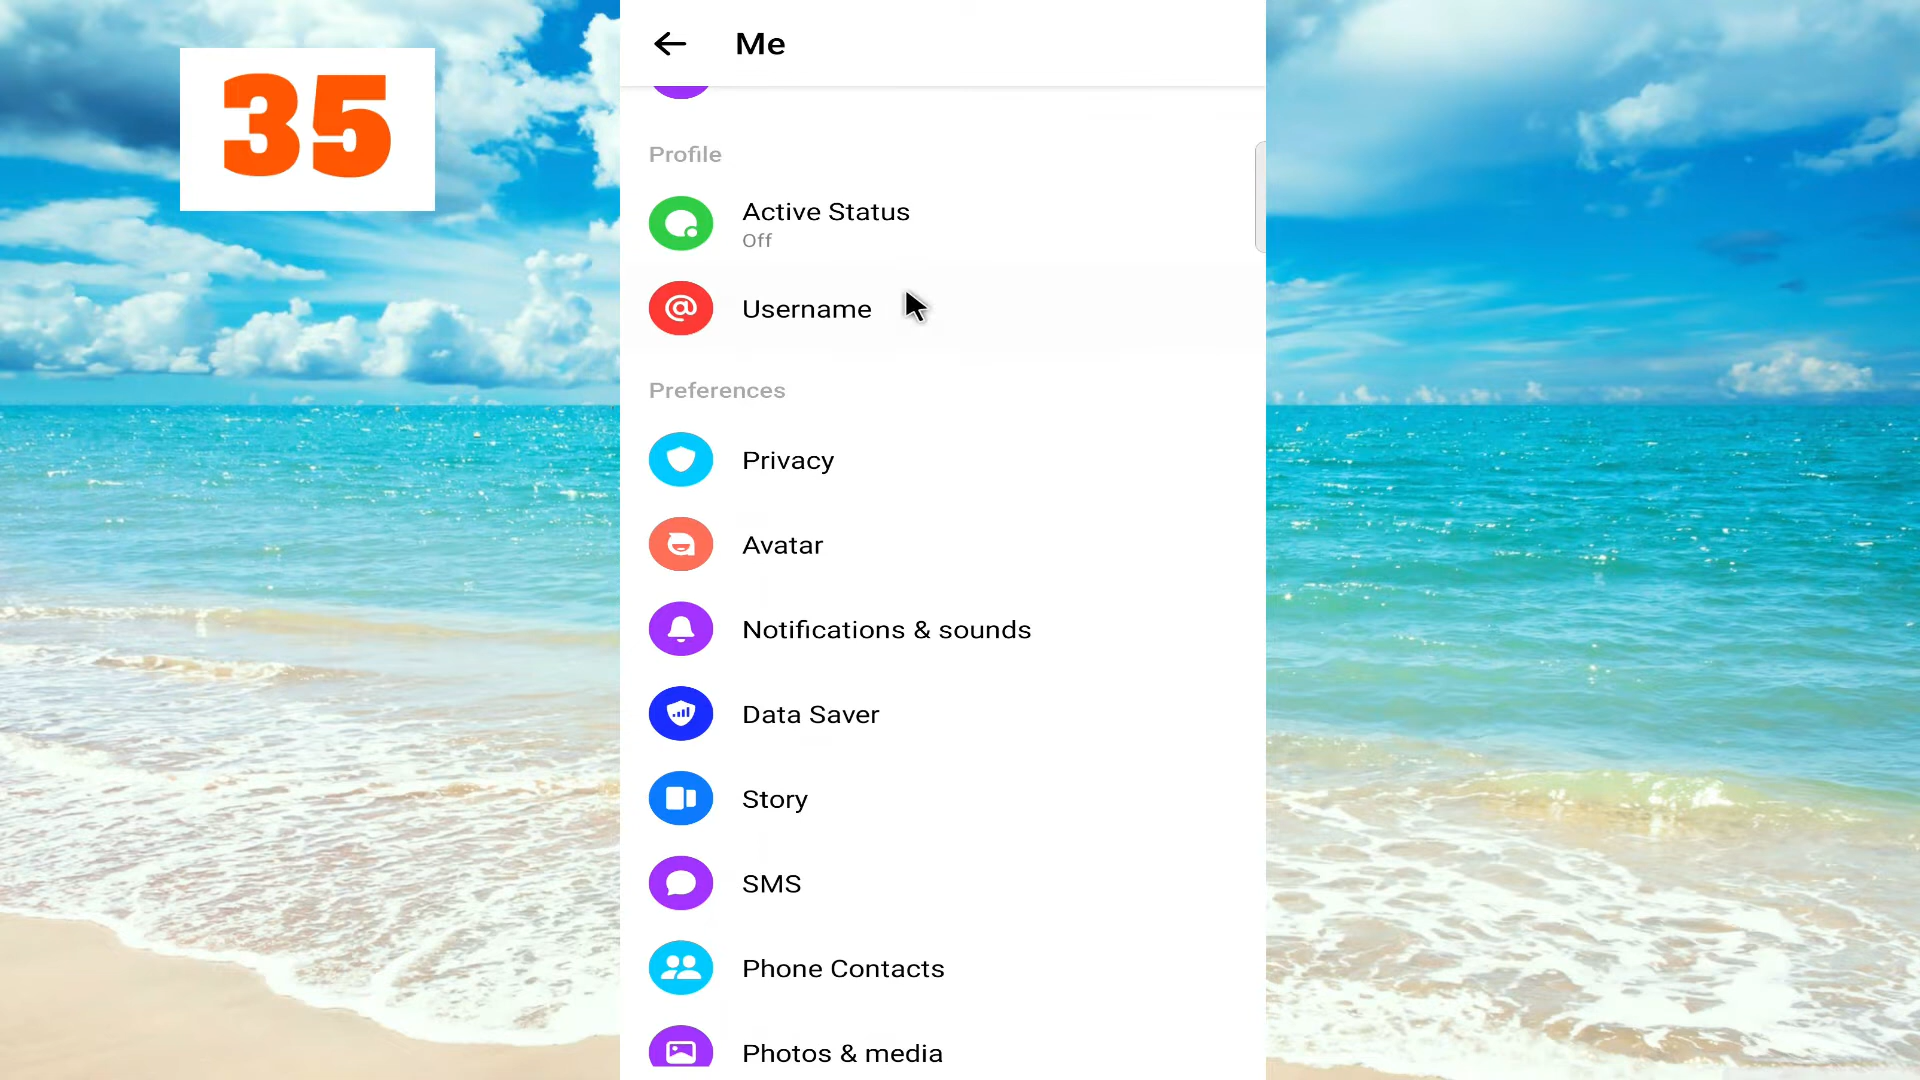 35
Me
Profile
Active Status
Off
Username
Preferences
Privacy
Avatar
Notifications & sounds
Data Saver
Story
SMS
Phone Contacts
Photos & media